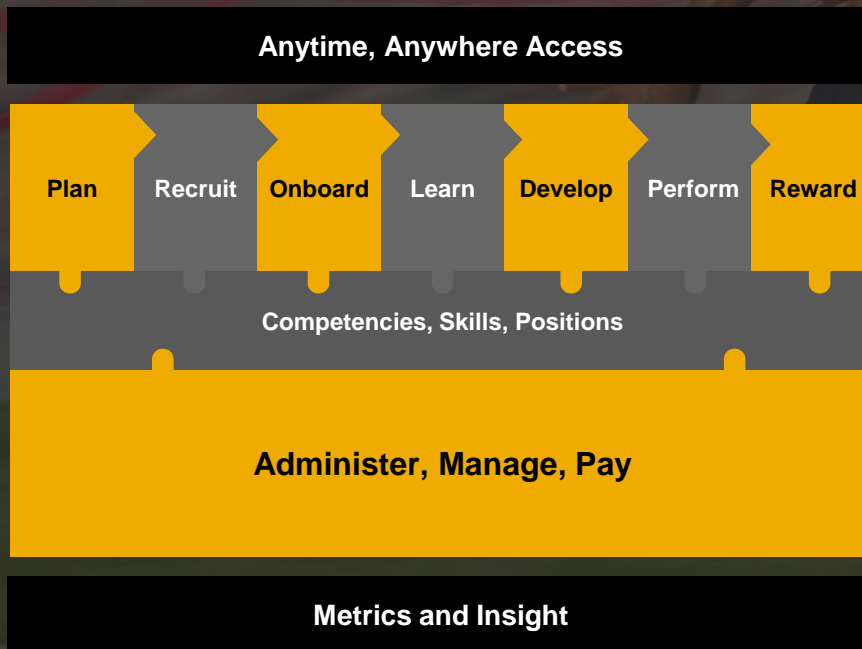 Anytime, Anywhere Access
Plan Recruit Onboard Learn Develop Perform Reward
Competencies, Skills, Positions
Administer, Manage, Pay
Metrics and Insight